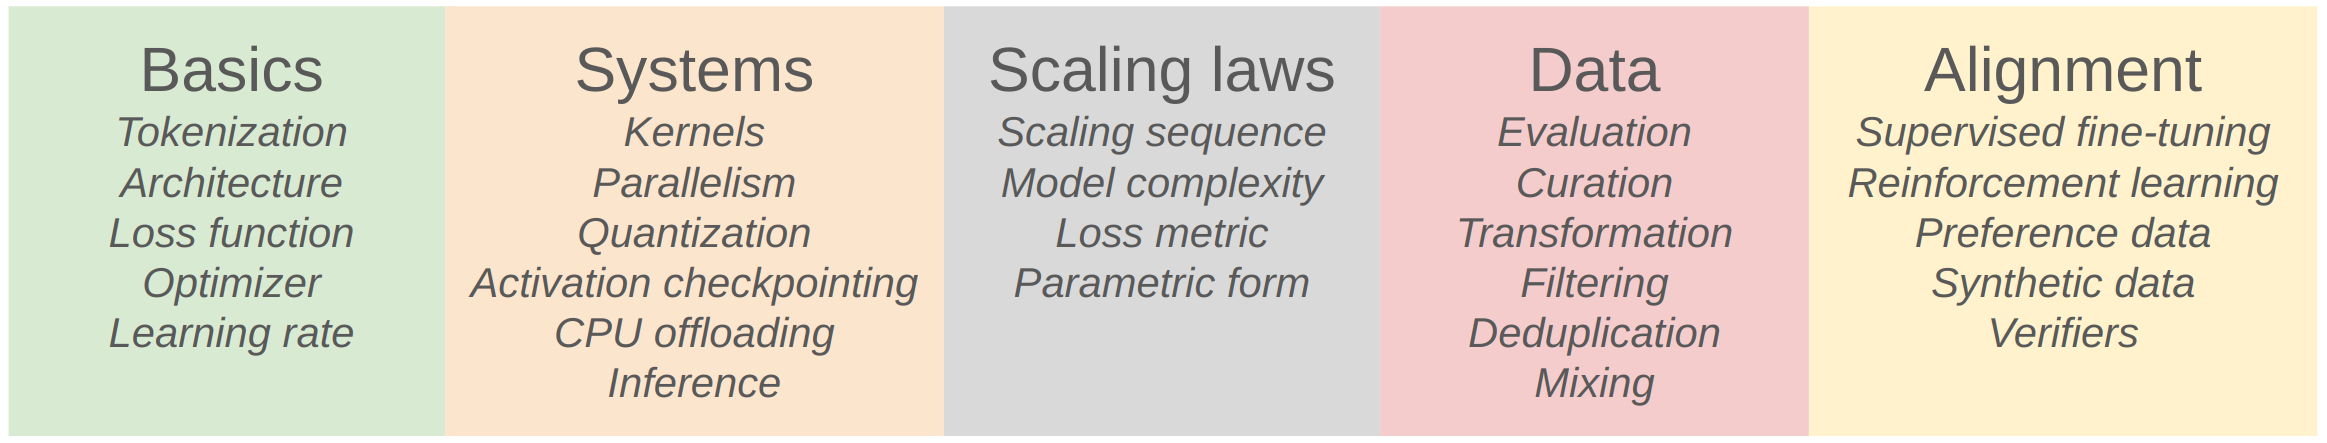 Basics
Tokenization
Architecture
Loss function
Optimizer
Learning rate
Systems
Kernels
Parallelism
Quantization
Activation checkpointing
CPU offloading
Inference
Scaling laws
Scaling sequence
Model complexity
Loss metric
Parametric form
Data
Evaluation
Curation
Transformation
Filtering
Deduplication
Mixing
Alignment
Supervised fine-tuning
Reinforcement learning
Preference data
Synthetic data
Verifiers